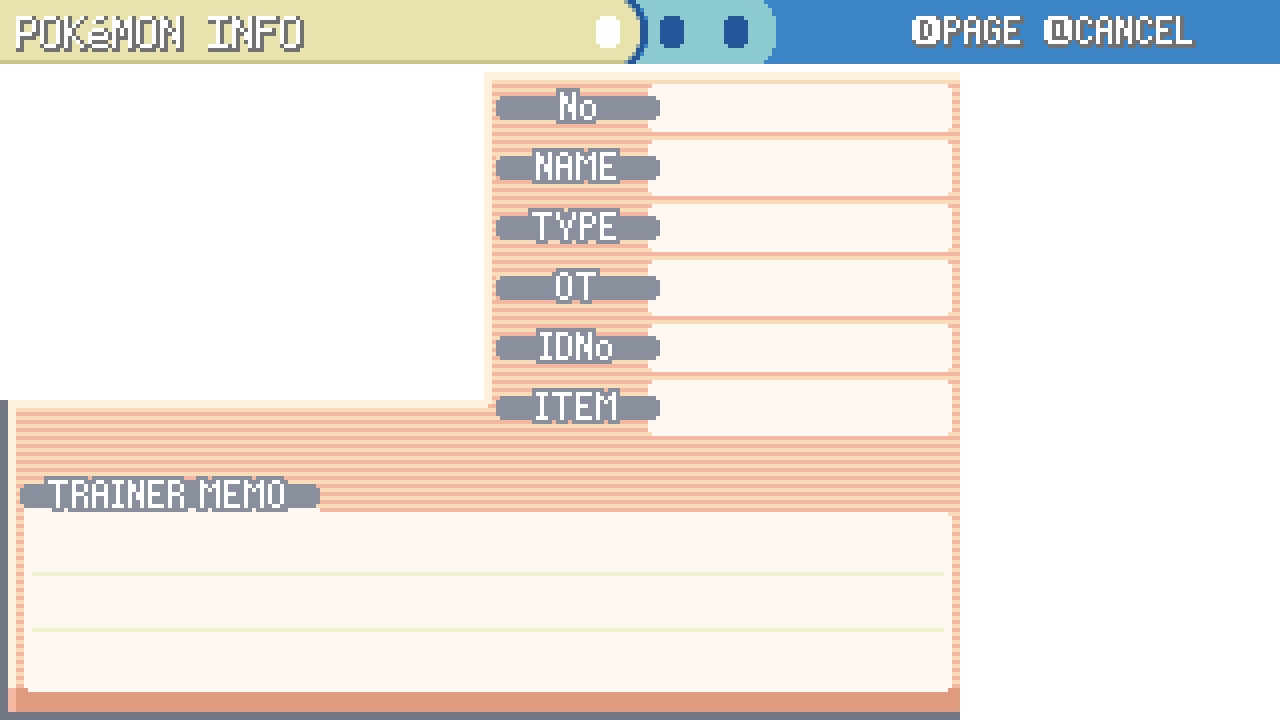 POKéMON INFO
PAGE CANCEL
No
NAME
TYPE
OT
IDNo
ITEM
TRAINER MEMO